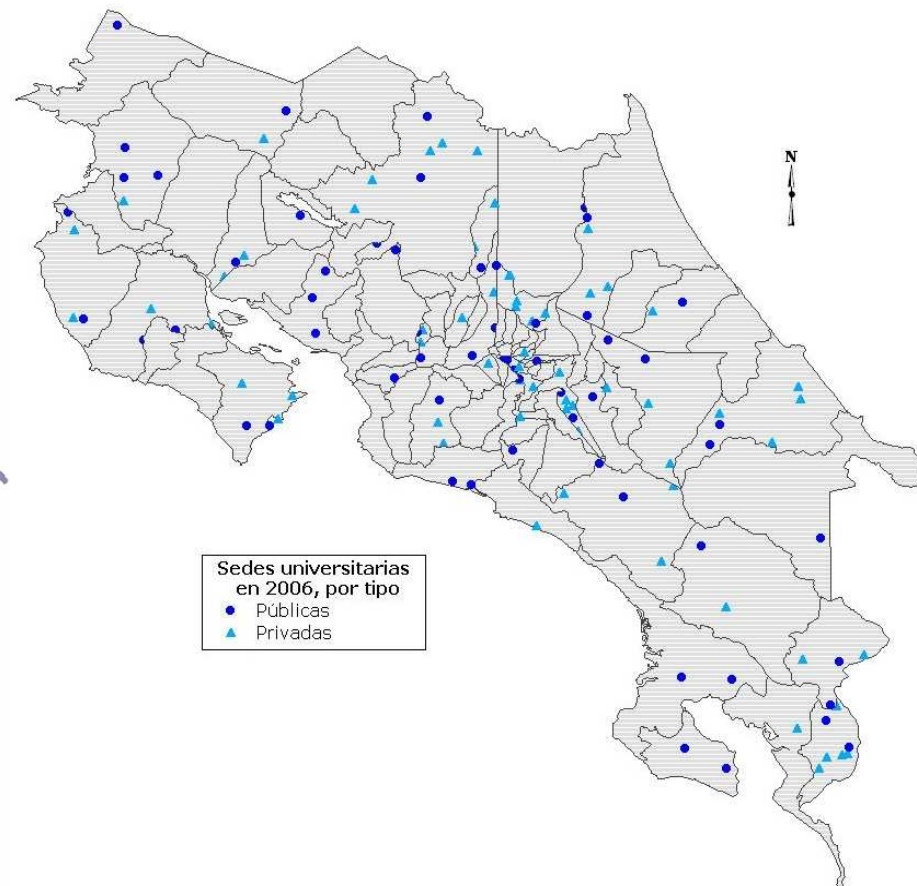 N
Sedes universitarias
en 2006, por tipo
Públicas
Privadas